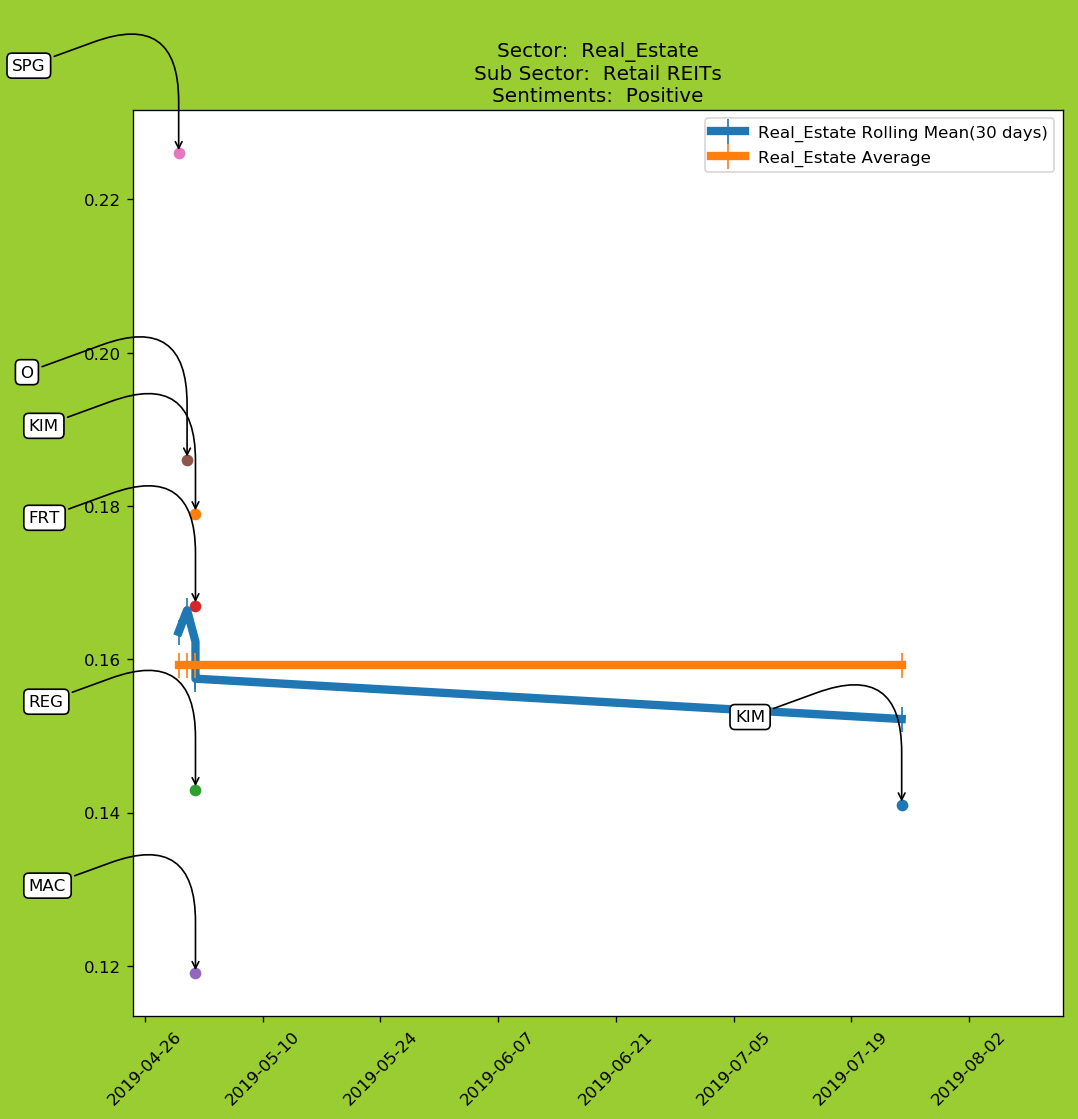 SPG
Sector:  Real_Estate
Sub Sector:  Retail REITs
Sentiments:  Positive
Real_Estate Rolling Mean(30 days)
Real_Estate Average
0.22
0.20
O
KIM
0.18
FRT
0.16
REG
KIM
0.14
MAC
0.12
2019-04-26
2019-05-10
2019-05-24
2019-06-07
2019-06-21
2019-07-05
2019-07-19
2019-08-02